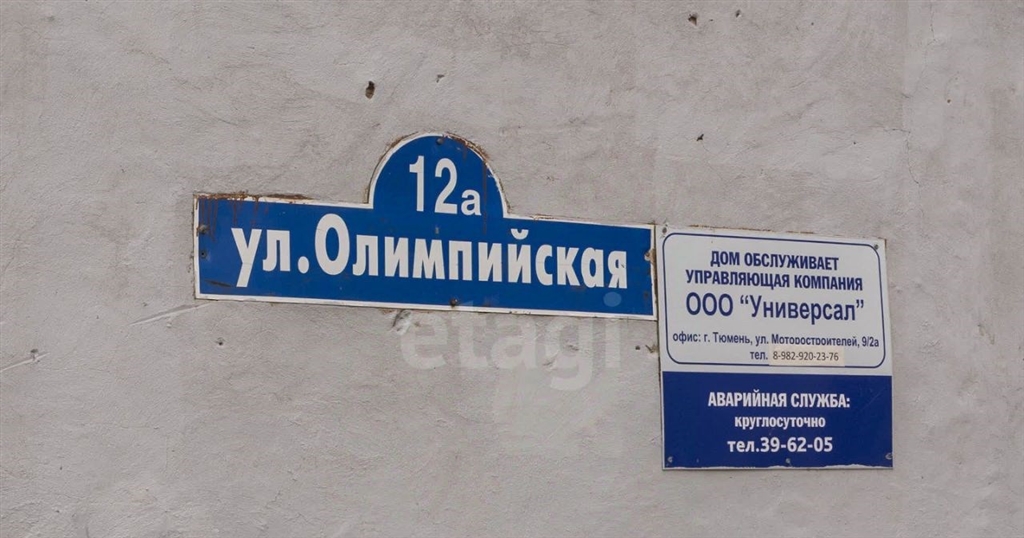 12а
ул.Олимпийская
ДОМ ОБСЛУЖИВАЕТ
УПРАВЛЯЮЩАЯ КОМПАНИЯ
ООО “Универсал”
офис: г. Тюмень, ул. Моторостроителей, 9/2а
тел. 8-982-920-23-76
АВАРИЙНАЯ СЛУЖБА:
круглосуточно
тел.39-62-05
etagi